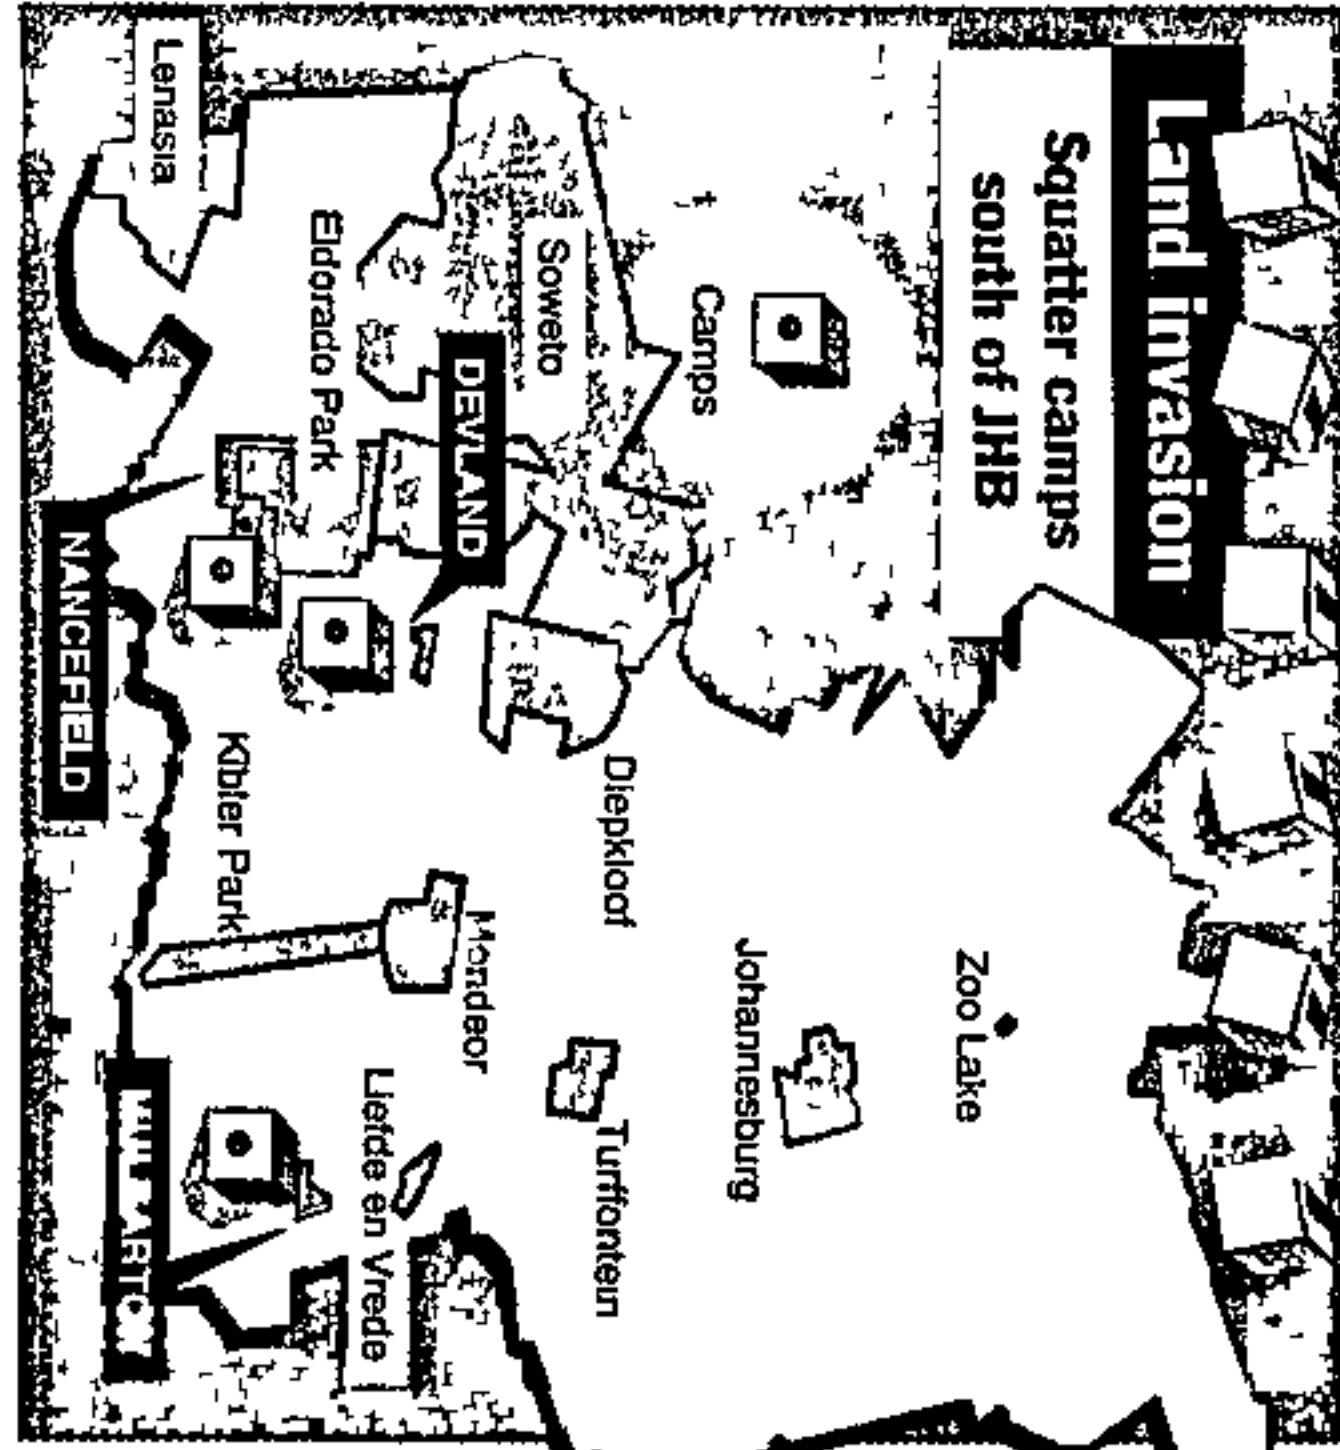 Land invasion
Squatter camps
south of JHB
Zoo Lake
Camps
Johannesburg
Diepkloof
Turffontein
Soweto
DEVLAND
Mondeor
Liefde en Vrede
Eldorado Park
Kibler Park
Lenasia
NANCEFIELD